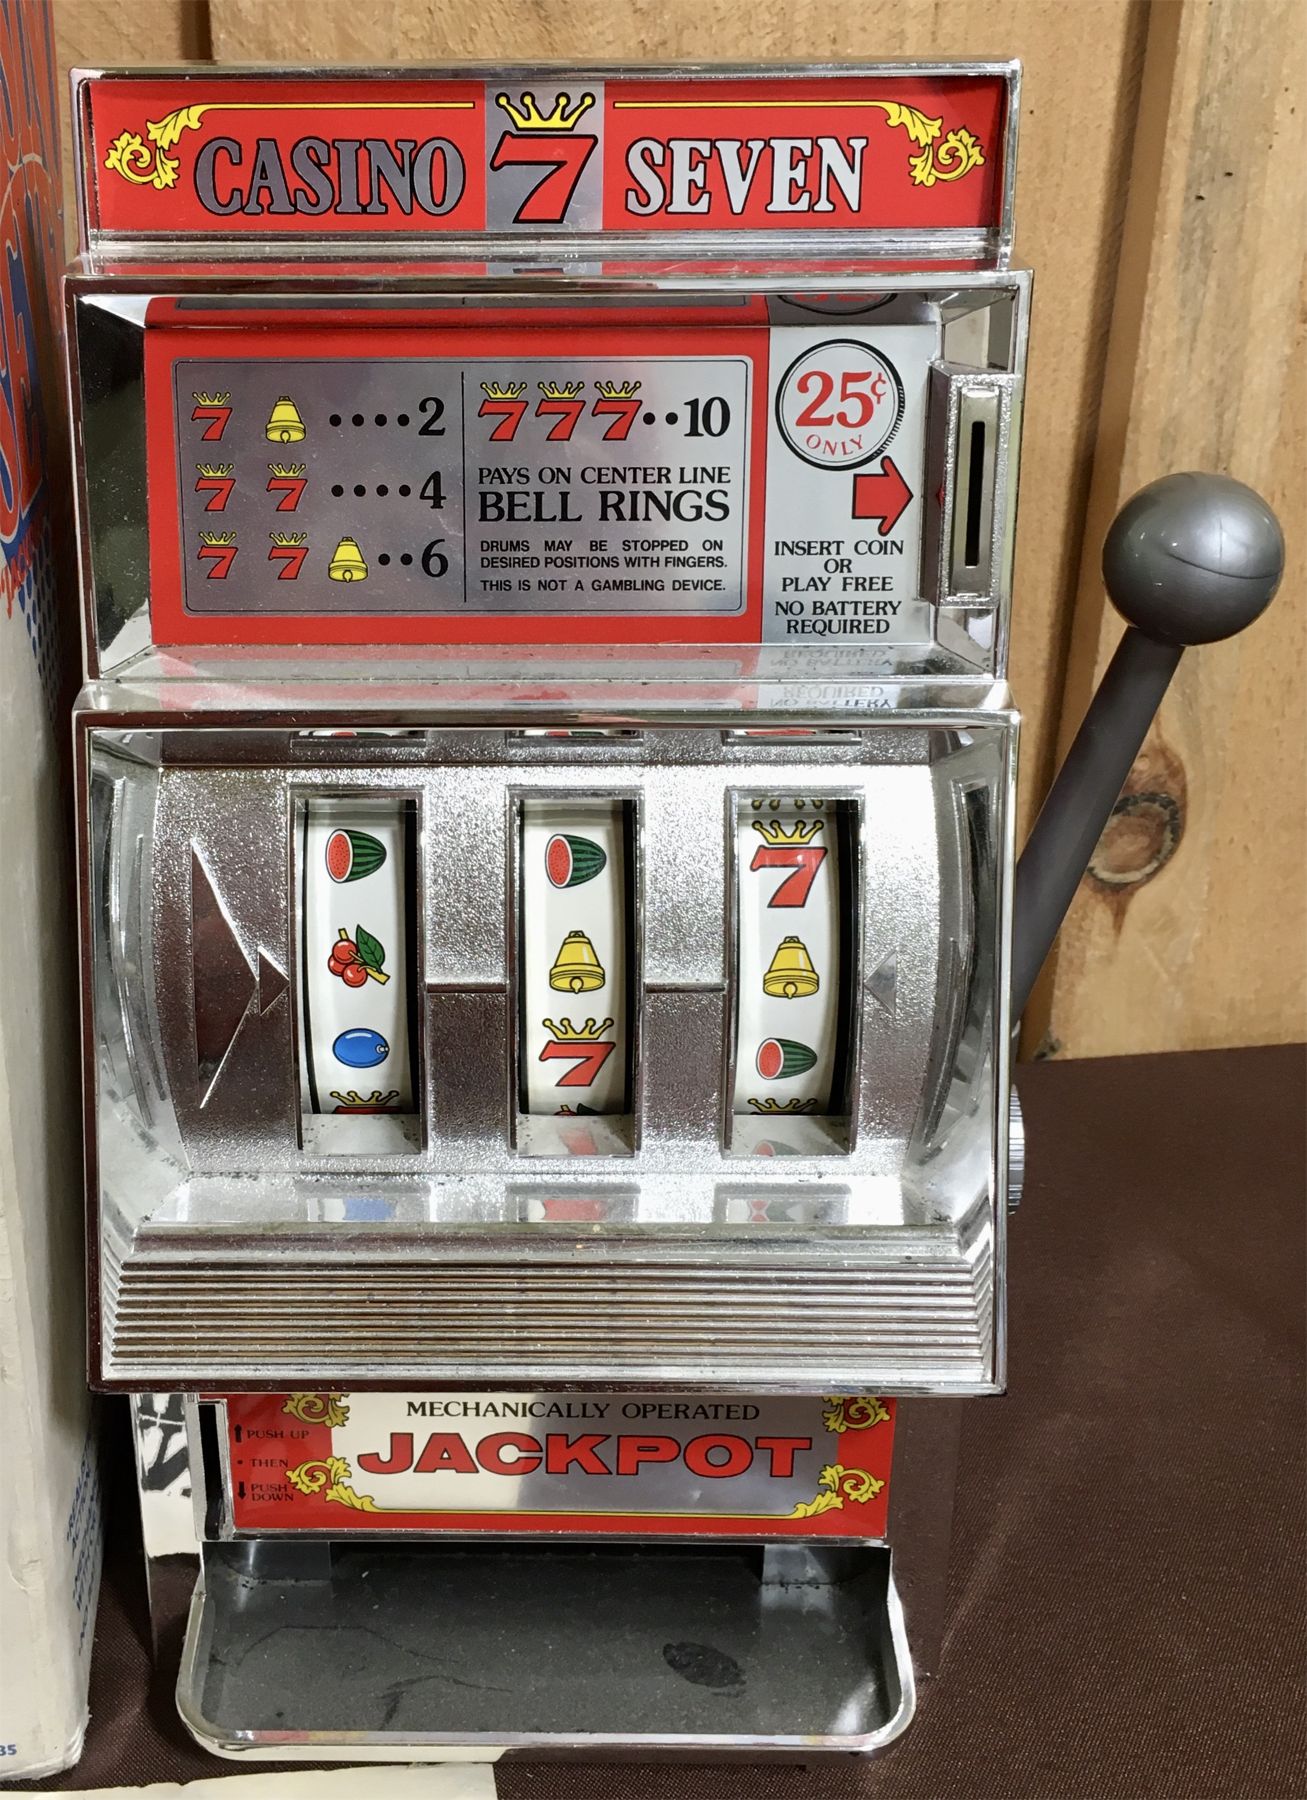 CASINO 7 SEVEN
7 ••••2
7 7 ••••4
7 7 ••6
777••10
PAYS ON CENTER LINE
BELL RINGS
DRUMS MAY BE STOPPED ON
DESIRED POSITIONS WITH FINGERS.
THIS IS NOT A GAMBLING DEVICE.
25¢
ONLY
INSERT COIN
OR
PLAY FREE
NO BATTERY
REQUIRED
7
7
MECHANICALLY OPERATED
JACKPOT
PUSH UP
• THEN
PUSH
DOWN